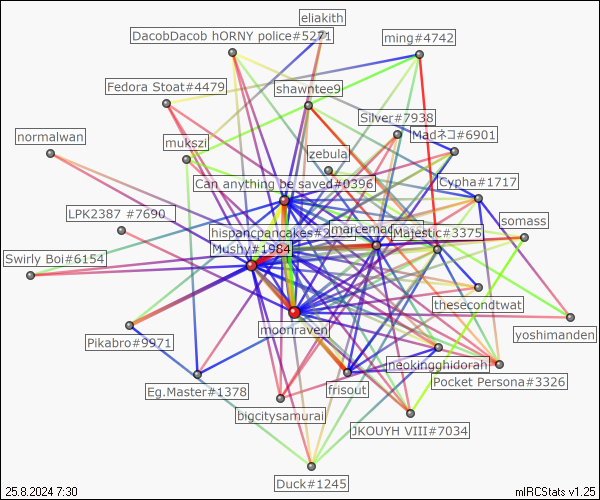 eliakith
DacobDacob hORNY police#5271
ming#4742
Fedora Stoat#4479
shawntee9
Silver#7938
normalwan
mukszi
Madネコ#6901
zebula
Can anything be saved#0396
Cypha#1717
LPK2387 #7690
somass
hispancpancakes#2
marcemad
Majestic#3375
Mushy#1984
Swirly Boi#6154
thesecondtwat
moonraven
yoshimanden
Pikabro#9971
neokingghidorah
Pocket Persona#3326
Eg.Master#1378
frisout
bigcitysamurai
JKOUYH VIII#7034
Duck#1245
25.8.2024 7:30
mIRCStats v1.25